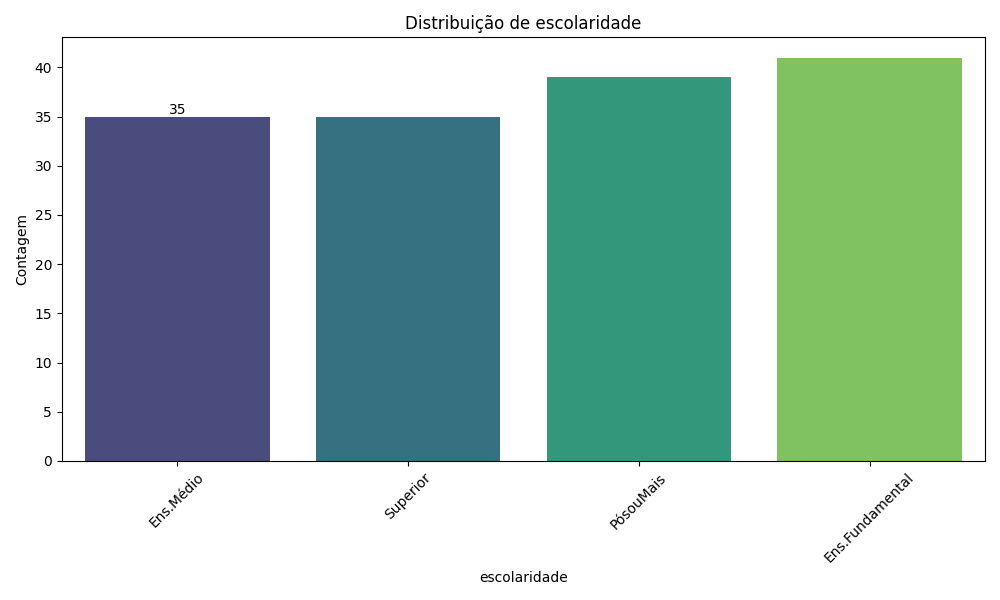 Distribuição de escolaridade
Contagem
40
35
30
25
20
15
10
5
0
35
Ens.Médio
Superior
PósouMais
Ens.Fundamental
escolaridade